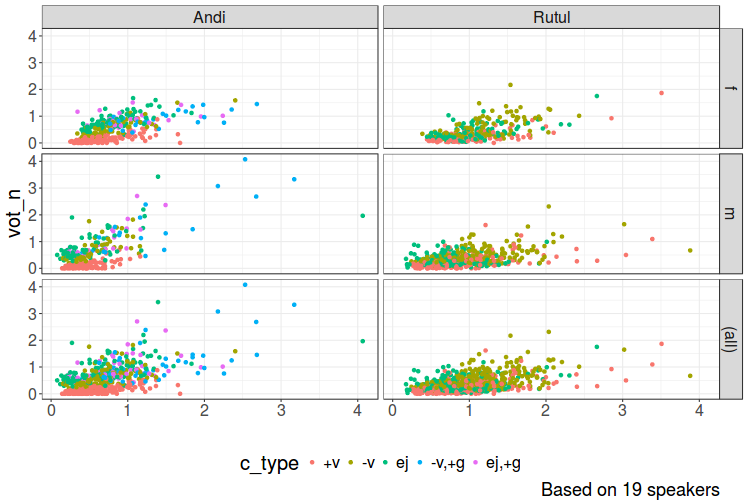 Andi Rutul
4
3
2
1
0
f
4
3
2
1
0
m
4
3
2
1
0
(all)
vot_n
0 1 2 3 4 0 1 2 3 4
c_type +v -v ej -v,+g ej,+g
Based on 19 speakers